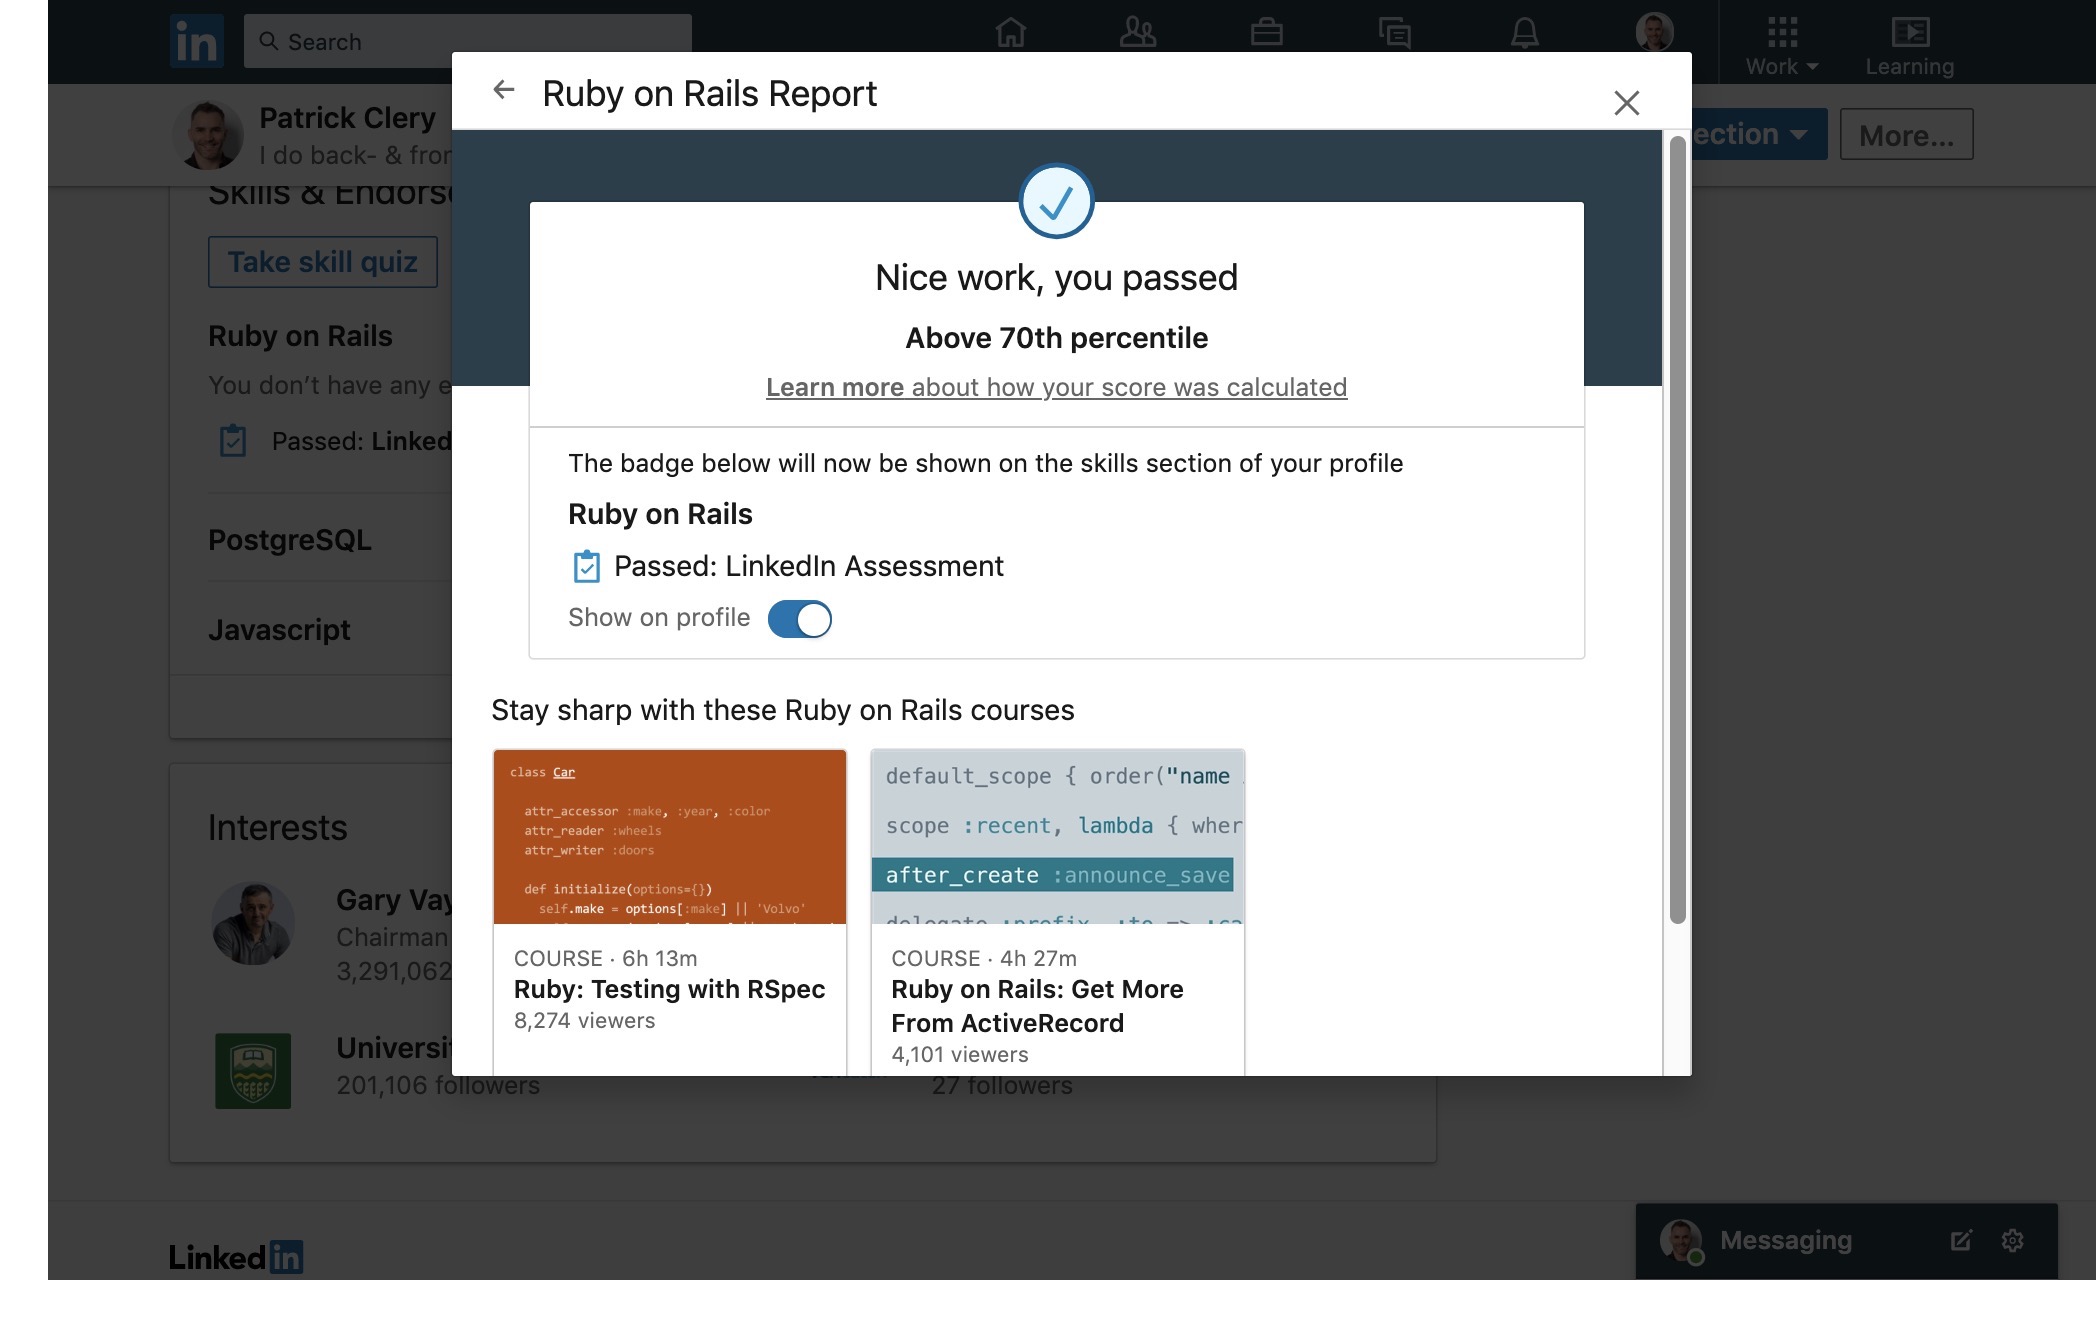 in
Search
Work
Learning
Patrick Clery
I do back- & fron
ection
More...
Skills & Endorse
Take skill quiz
Ruby on Rails
You don’t have any e
Passed: Linked
PostgreSQL
Javascript
Interests
Gary Vay
Chairman
3,291,062
Universit
201,106 followers
27 followers
Ruby on Rails Report
Nice work, you passed
Above 70th percentile
Learn more about how your score was calculated
The badge below will now be shown on the skills section of your profile
Ruby on Rails
Passed: LinkedIn Assessment
Show on profile
Stay sharp with these Ruby on Rails courses
class Car
attr_accessor :make, :year, :color
attr_reader :wheels
attr_writer :doors
def initialize(options={})
self.make = options[:make] || 'Volvo'
COURSE · 6h 13m
Ruby: Testing with RSpec
8,274 viewers
default_scope { order("name
scope :recent, lambda { wher
after_create :announce_save
delegate :prefix, :to => :ca
COURSE · 4h 27m
Ruby on Rails: Get More
From ActiveRecord
4,101 viewers
LinkedIn
Messaging